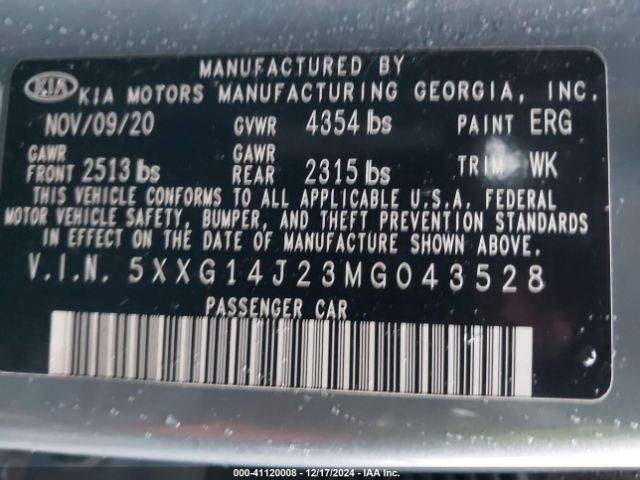 MANUFACTURED BY
KIA KIA MOTORS MANUFACTURING GEORGIA, INC.
NOV/09/20 GVWR 4354 lbs PAINT ERG
GAWR FRONT 2513 lbs GAWR REAR 2315 lbs TRIM WK
THIS VEHICLE CONFORMS TO ALL APPLICABLE U.S.A. FEDERAL
MOTOR VEHICLE SAFETY, BUMPER, AND THEFT PREVENTION STANDARDS
IN EFFECT ON THE DATE OF MANUFACTURE SHOWN ABOVE.
V.I.N. 5XXG14J23MG043528
PASSENGER CAR
000-41120008 - 12/17/2024 - IAA Inc.